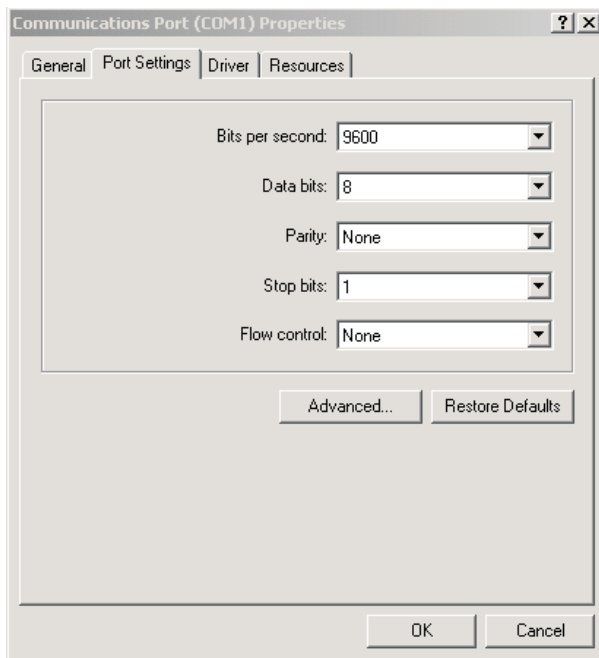 Communications Port (COM1) Properties
General Port Settings Driver Resources
Bits per second: 9600
Data bits: 8
Parity: None
Stop bits: 1
Flow control: None
Advanced... Restore Defaults
OK Cancel